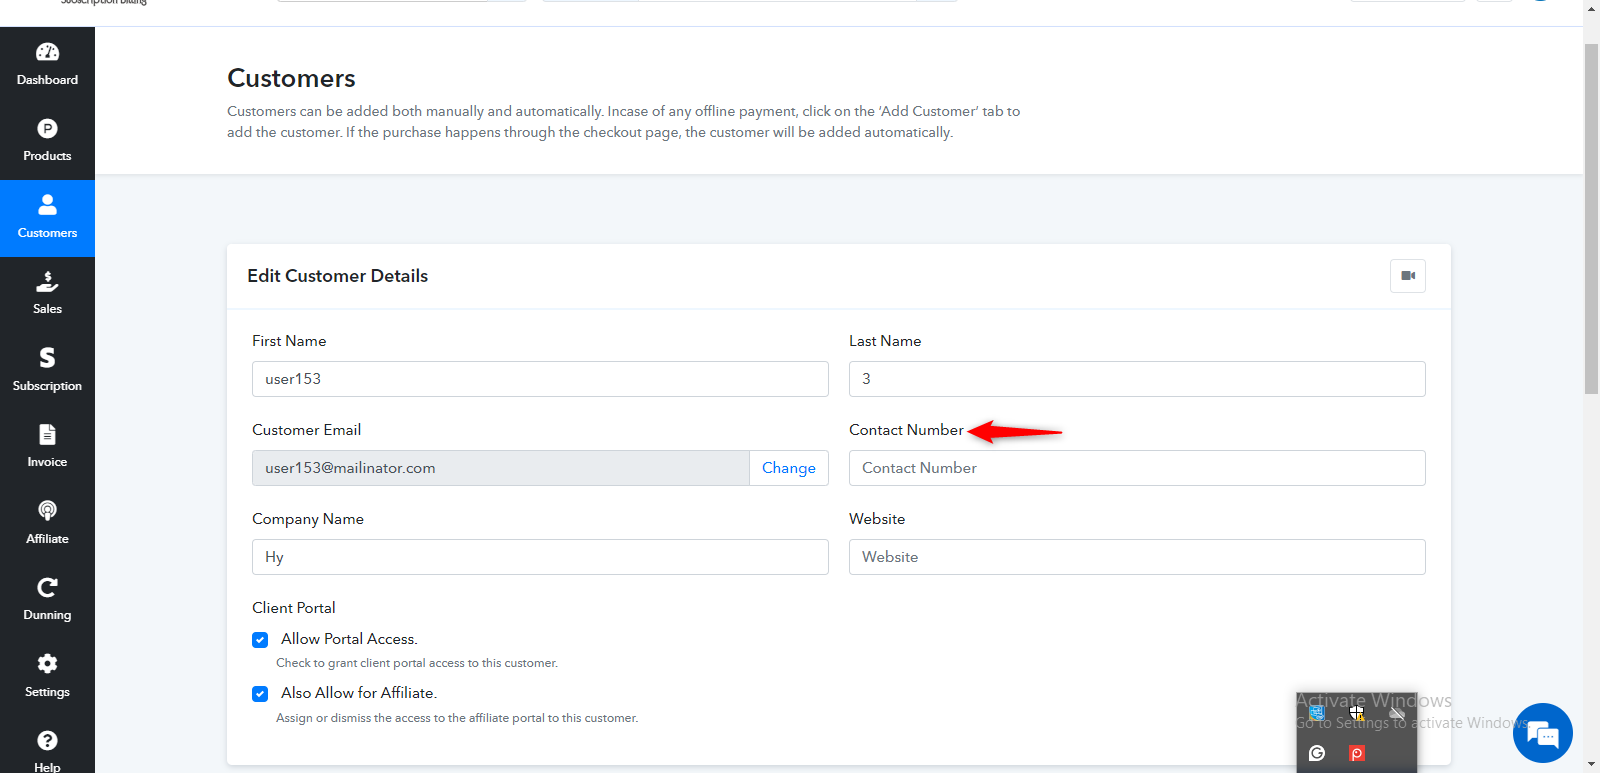 Subscription Billing
Dashboard
Products
Customers
Sales
Subscription
Invoice
Affiliate
Dunning
Settings
Help
Customers
Customers can be added both manually and automatically. Incase of any offline payment, click on the ‘Add Customer’ tab to
add the customer. If the purchase happens through the checkout page, the customer will be added automatically.
Edit Customer Details
First Name
user153
Last Name
3
Customer Email
user153@mailinator.com
Change
Contact Number
Contact Number
Company Name
Hy
Website
Website
Client Portal
Allow Portal Access.
Check to grant client portal access to this customer.
Also Allow for Affiliate.
Assign or dismiss the access to the affiliate portal to this customer.
Activate Windows
Go to Settings to activate Windows.